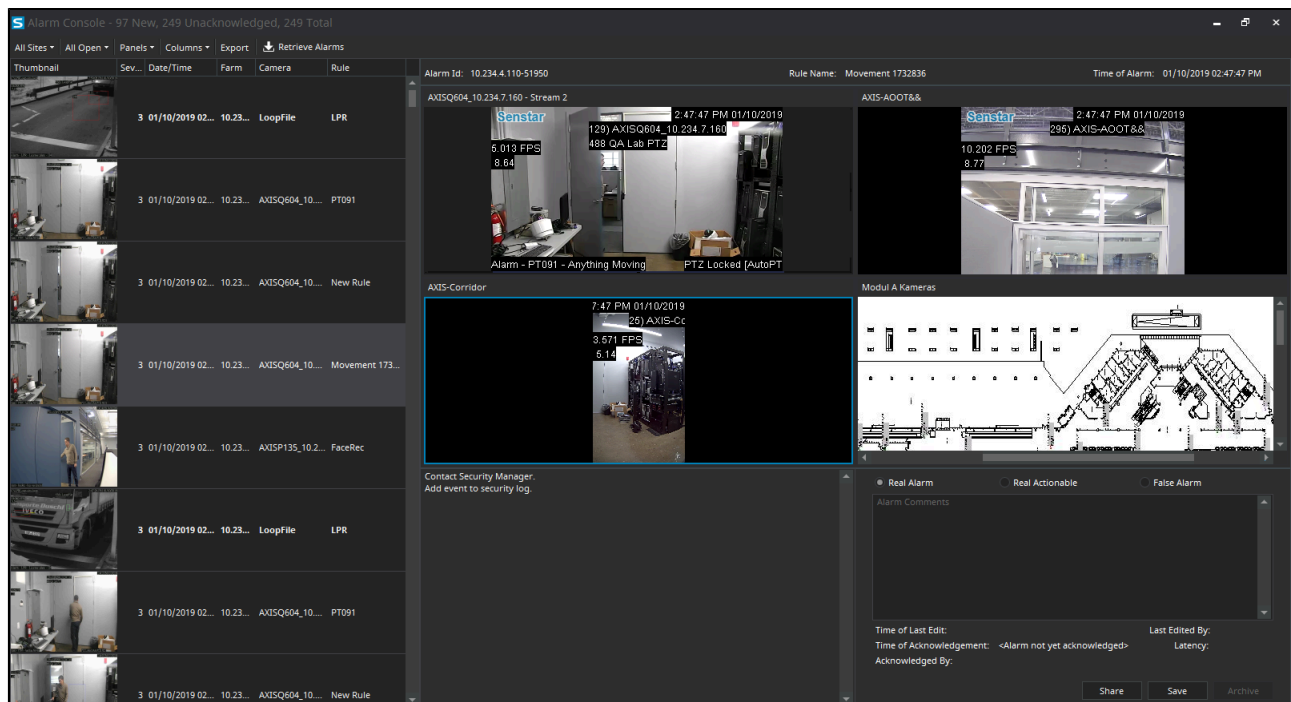 Alarm Console - 97 New, 249 Unacknowledged, 249 Total
All Sites All Open Panels Columns Export Retrieve Alarms
Thumbnail Sev... Date/Time Farm Camera Rule
3 01/10/2019 02... 10.23... LoopFile LPR
3 01/10/2019 02... 10.23... AXISQ604_10.... PT091
3 01/10/2019 02... 10.23... AXISQ604_10.... New Rule
3 01/10/2019 02... 10.23... AXISQ604_10.... Movement 173...
3 01/10/2019 02... 10.23... AXISP135_10.2... FaceRec
IVECO
3 01/10/2019 02... 10.23... LoopFile LPR
3 01/10/2019 02... 10.23... AXISQ604_10.... PT091
3 01/10/2019 02... 10.23... AXISQ604_10.... New Rule
Alarm Id: 10.234.4.110-51950 Rule Name: Movement 1732836 Time of Alarm: 01/10/2019 02:47:47 PM
AXISQ604_10.234.7.160 - Stream 2
Senstar 2:47:47 PM 01/10/2019
129) AXISQ604_10.234.7.160
488 QA Lab PTZ
5.013 FPS
8.64
Alarm - PT091 - Anything Moving PTZ Locked [AutoPT
AXIS-AOOT&&
Senstar 2:47:47 PM 01/10/2019
295) AXIS-AOOT&&
10.202 FPS
8.77
AXIS-Corridor
7:47 PM 01/10/2019
25) AXIS-Cc
3.571 FPS
5.14
Modul A Kameras
Contact Security Manager.
Add event to security log.
Real Alarm Real Actionable False Alarm
Alarm Comments
Time of Last Edit: Last Edited By:
Time of Acknowledgement: <Alarm not yet acknowledged> Latency:
Acknowledged By:
Share Save Archive